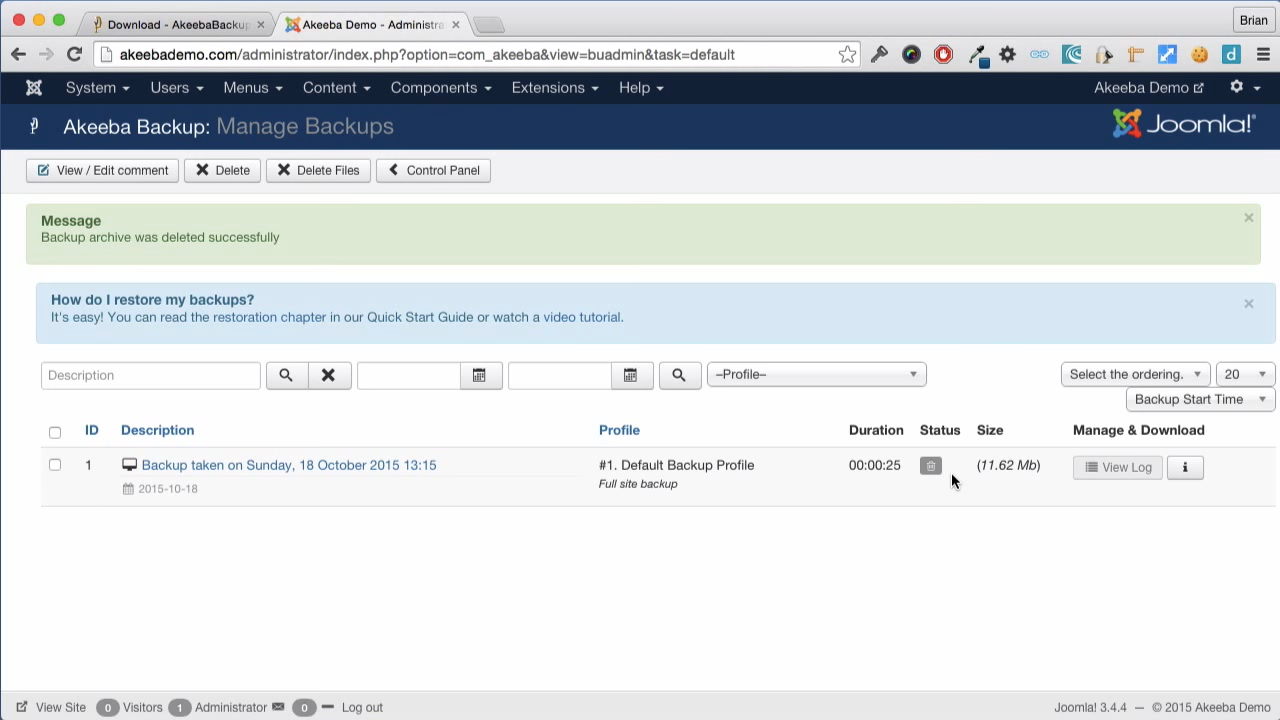 Download - AkeebaBackup
Akeeba Demo - Administra
Brian
akeebademo.com/administrator/index.php?option=com_akeeba&view=buadmin&task=default
System Users Menus Content Components Extensions Help Akeeba Demo
Akeeba Backup: Manage Backups
Joomla!®
View / Edit comment Delete Delete Files Control Panel
Message
Backup archive was deleted successfully
How do I restore my backups?
It's easy! You can read the restoration chapter in our Quick Start Guide or watch a video tutorial.
Description –Profile– Select the ordering. 20
Backup Start Time
ID Description Profile Duration Status Size Manage & Download
1 Backup taken on Sunday, 18 October 2015 13:15 #1. Default Backup Profile 00:00:25 (11.62 Mb) View Log
2015-10-18 Full site backup
View Site 0 Visitors 1 Administrator 0 Log out Joomla! 3.4.4 — © 2015 Akeeba Demo